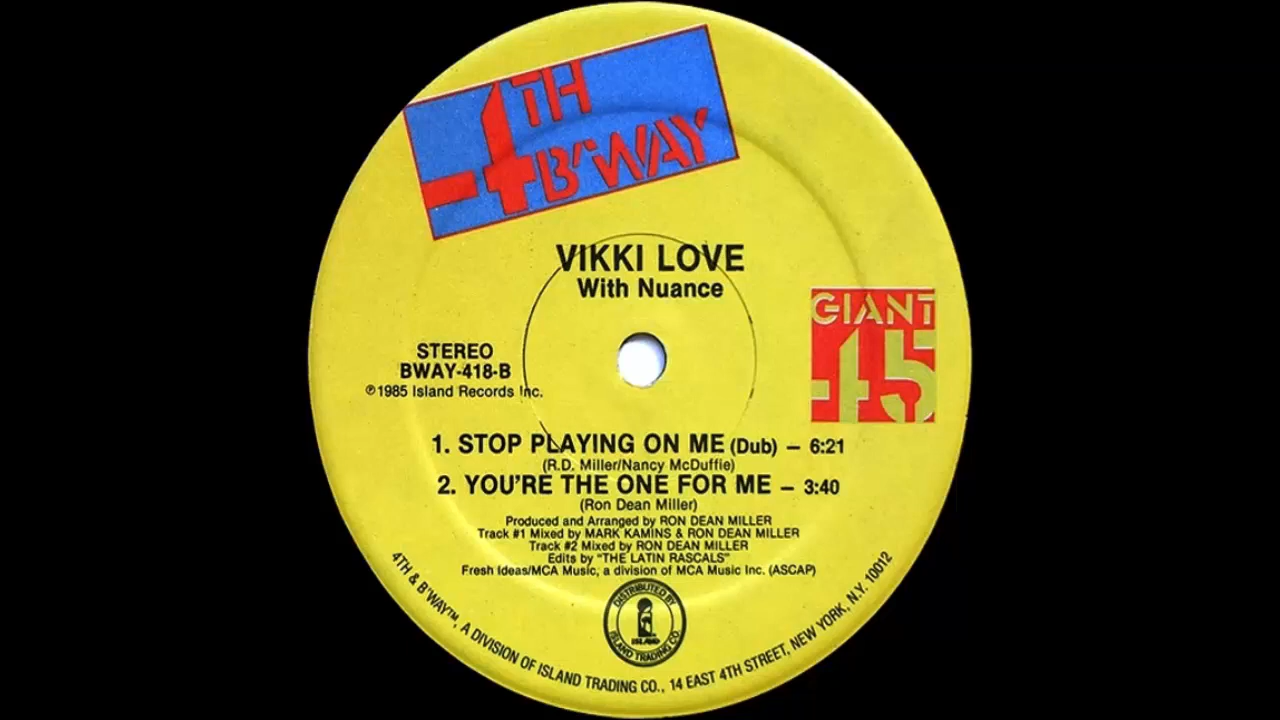 4TH
B'WAY
VIKKI LOVE
With Nuance
GIANT
45
STEREO
BWAY-418-B
℗1985 Island Records Inc.
1. STOP PLAYING ON ME (Dub) – 6:21
(R.D. Miller/Nancy McDuffie)
2. YOU'RE THE ONE FOR ME – 3:40
(Ron Dean Miller)
Produced and Arranged by RON DEAN MILLER
Track #1 Mixed by MARK KAMINS & RON DEAN MILLER
Track #2 Mixed by RON DEAN MILLER
Edits by "THE LATIN RASCALS"
Fresh Ideas/MCA Music, a division of MCA Music Inc. (ASCAP)
DISTRIBUTED BY
ISLAND
ISLAND TRADING CO.
4TH & B'WAY™, A DIVISION OF ISLAND TRADING CO., 14 EAST 4TH STREET, NEW YORK, N.Y. 10012